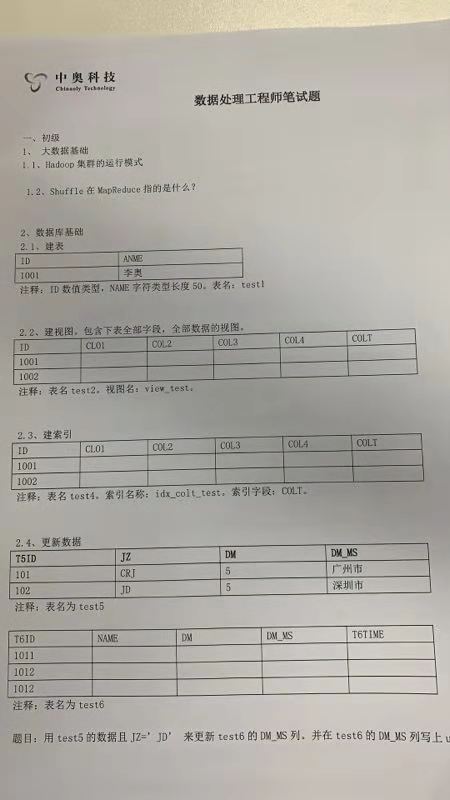 中奥科技
Chinaoly Technology
数据处理工程师笔试题
一、初级
1、 大数据基础
1.1、Hadoop 集群的运行模式
1.2、Shuffle 在 MapReduce 指的是什么?
2、数据库基础
2.1、建表
ID ANME
1001 李奥
注释: ID 数值类型, NAME 字符类型长度 50。表名: test1
2.2、建视图。包含下表全部字段,全部数据的视图。
ID CLO1 COL2 COL3 COL4 COLT
1001
1002
注释: 表名 test2。视图名: view_test。
2.3、建索引
ID CLO1 COL2 COL3 COL4 COLT
1001
1002
注释: 表名 test4。索引名称: idx_colt_test。索引字段: COLT。
2.4、更新数据
T5ID JZ DM DM_MS
101 CRJ 5 广州市
102 JD 5 深圳市
注释: 表名为 test5
T6ID NAME DM DM_MS T6TIME
1011
1012
1012
注释: 表名为 test6
题目: 用 test5 的数据且 JZ=’JD’ 来更新 test6 的 DM_MS 列。并在 test6 的 DM_MS 列写上